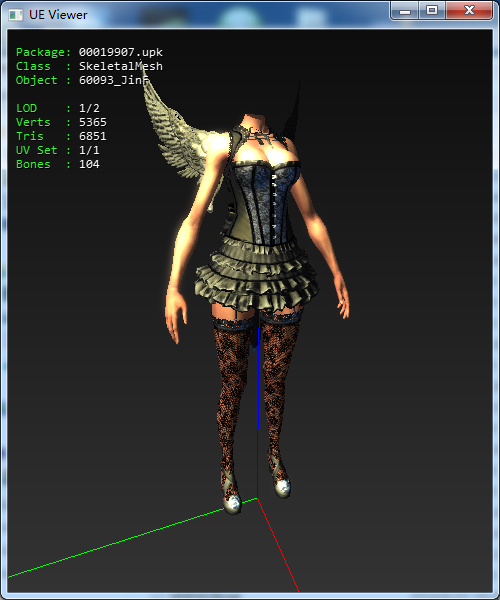 UE Viewer
Package: 00019907.upk
Class : SkeletalMesh
Object : 60093_JinF
LOD : 1/2
Verts : 5365
Tris : 6851
UV Set : 1/1
Bones : 104